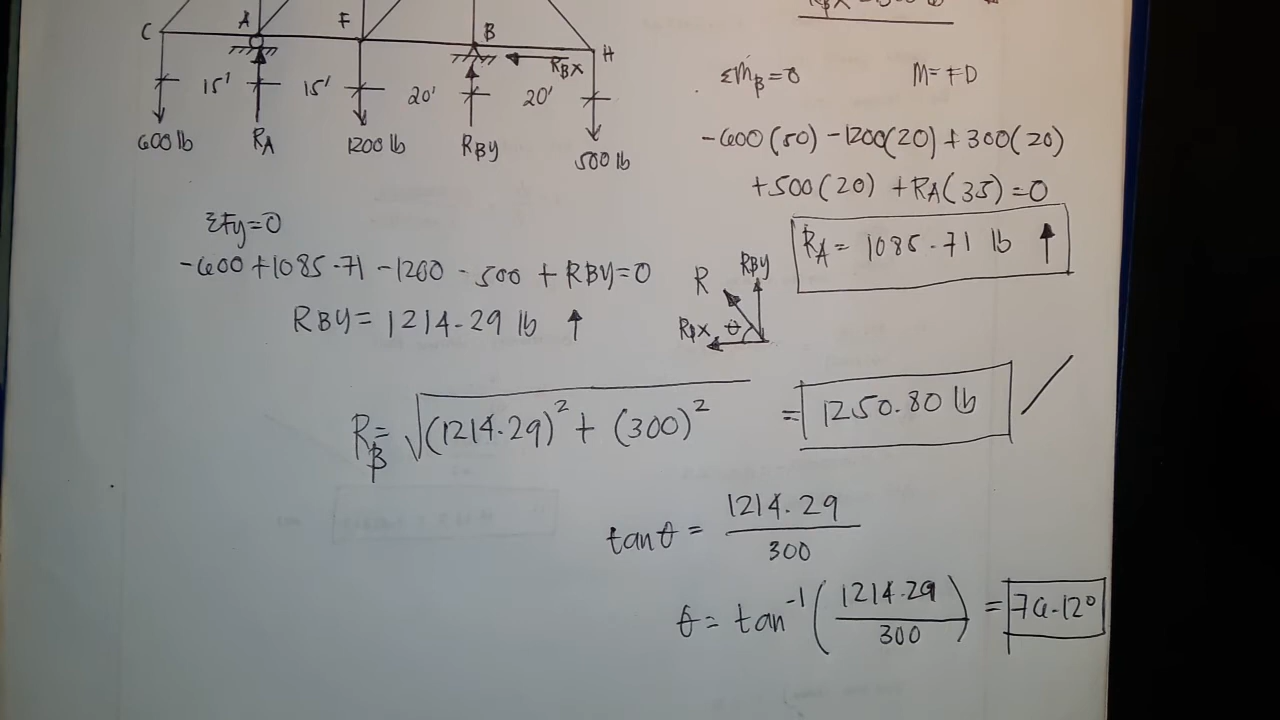 C A F B H
RBX
15' 15' 20' 20'
600 lb RA 1200 lb RBY 500 lb
ΣMB=0 M=FD
-600(50) -1200(20) +300(20)
+500(20) +RA(35)=0
RA= 1085.71 lb ↑
ΣFy=0
-600+1085.71-1200-500+RBY=0
RBY= 1214.29 lb ↑
R RBY
RBX θ
RB= √(1214.29)² + (300)² = 1250.80 lb
tanθ= 1214.29 / 300
θ= tan⁻¹(1214.29 / 300) = 76.12°